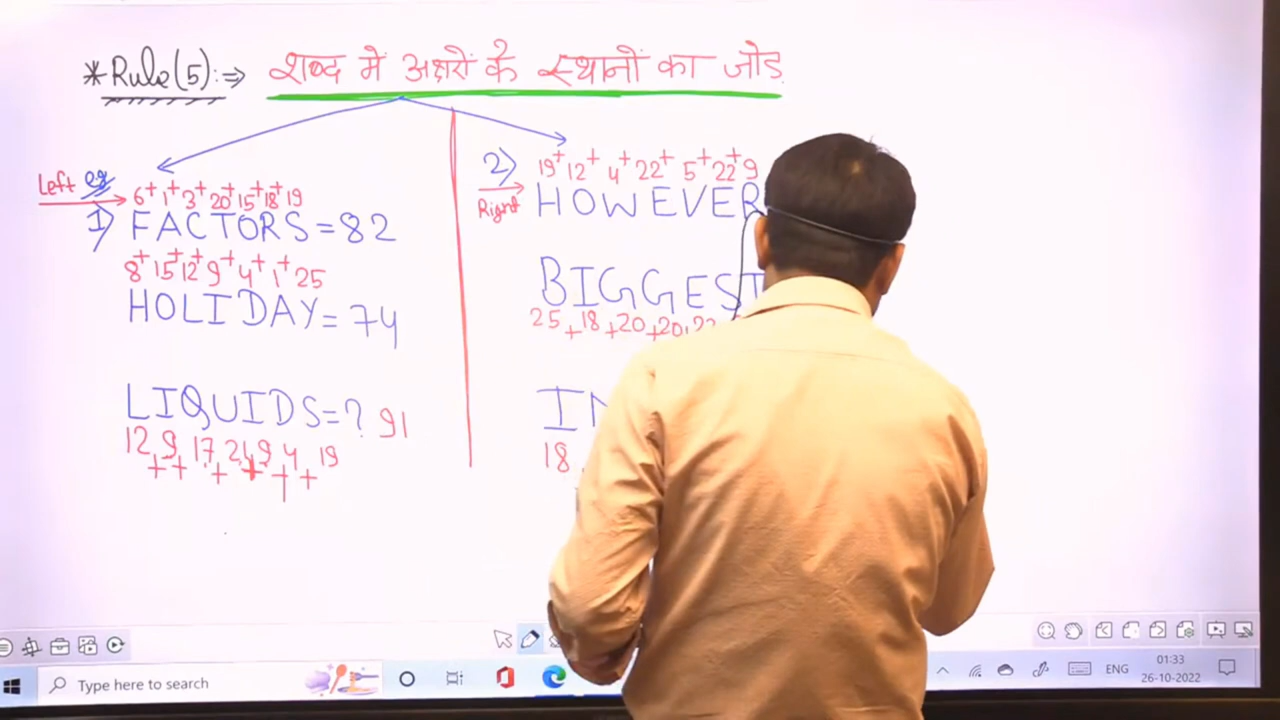 *Rule(5):⇒ शब्द में अक्षरों के स्थानों का जोड़
Left eg
6+1+3+20+15+18+19
1) FACTORS=82
8+15+12+9+4+1+25
HOLIDAY=74
LIQUIDS=? 91
12 9 17 21 9 4 19
+ + + + + +
2) 19+12+4+22+5+22+9
Right HOWEVER
BIGGEST
25+18+20+20
18
Type here to search
ENG
01:33
26-10-2022